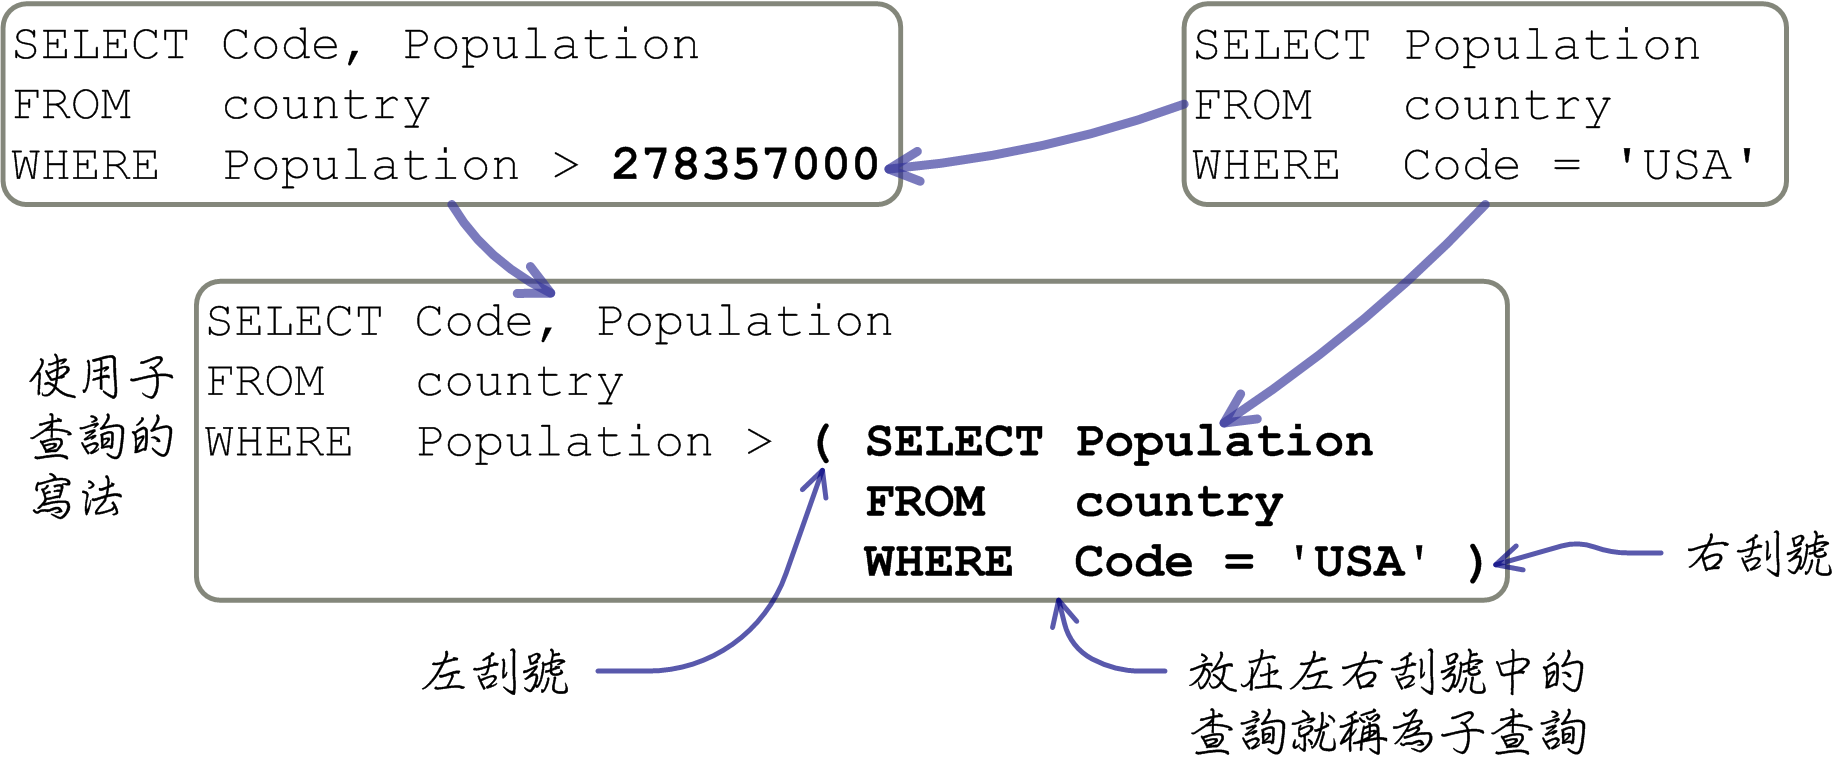 SELECT Code, Population
FROM country
WHERE Population > 278357000
SELECT Population
FROM country
WHERE Code = 'USA'
使用子
查詢的
寫法
SELECT Code, Population
FROM country
WHERE Population > ( SELECT Population
FROM country
WHERE Code = 'USA' )
右刮號
左刮號
放在左右刮號中的
查詢就稱為子查詢